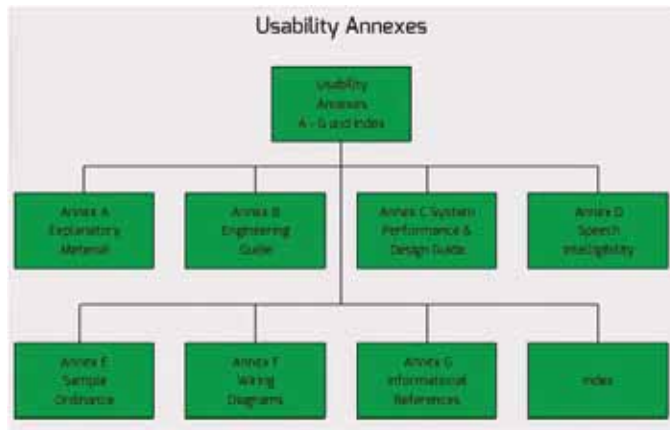 Usability Annexes
Usability
Annexes
A - G and Index
Annex A
Explanatory
Material
Annex B
Engineering
Guide
Annex C System
Performance &
Design Guide
Annex D
Speech
Intelligibility
Annex E
Sample
Ordinance
Annex F
Wiring
Diagrams
Annex G
Informational
References
Index